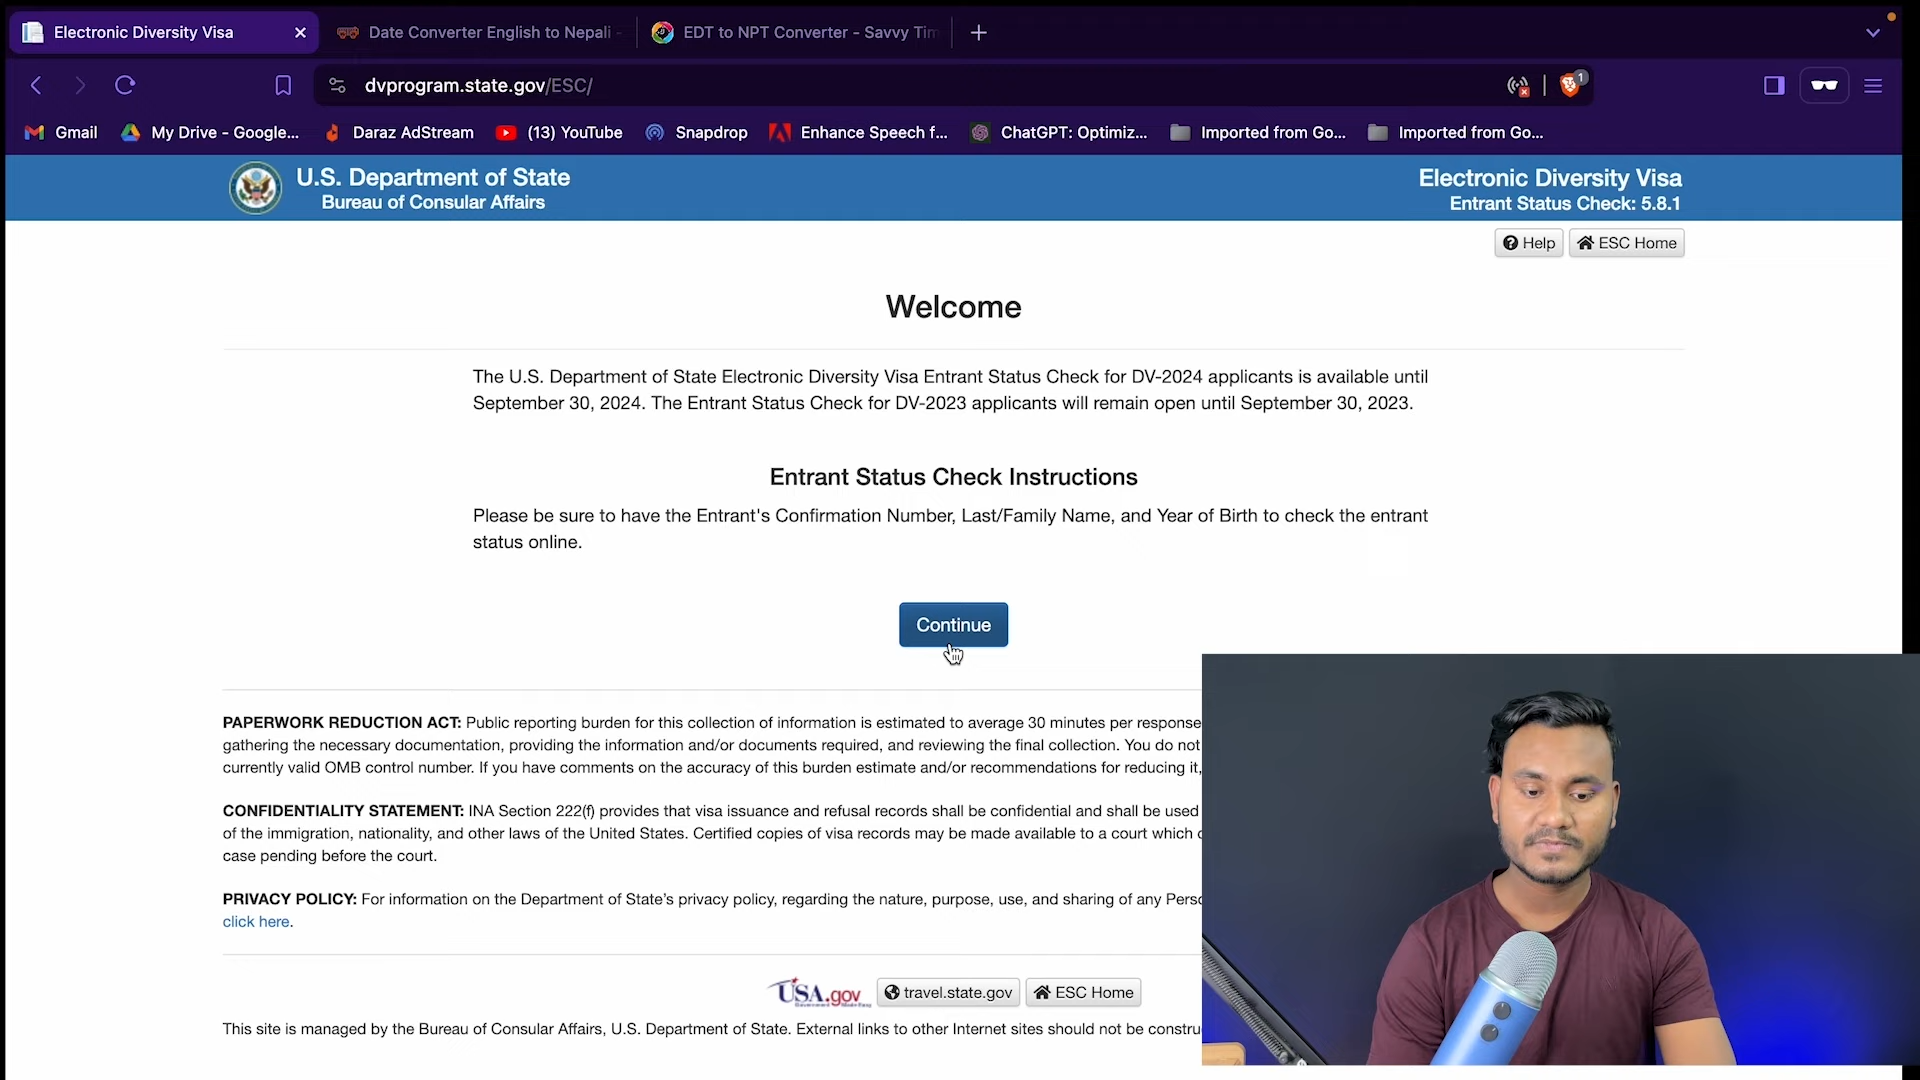 Electronic Diversity Visa
Date Converter English to Nepali -
EDT to NPT Converter - Savvy Tim
dvprogram.state.gov/ESC/
1
Gmail
My Drive - Google...
Daraz AdStream
(13) YouTube
Snapdrop
Enhance Speech f...
ChatGPT: Optimiz...
Imported from Go...
Imported from Go...
U.S. Department of State
Bureau of Consular Affairs
Electronic Diversity Visa
Entrant Status Check: 5.8.1
Help
ESC Home
Welcome
The U.S. Department of State Electronic Diversity Visa Entrant Status Check for DV-2024 applicants is available until
September 30, 2024. The Entrant Status Check for DV-2023 applicants will remain open until September 30, 2023.
Entrant Status Check Instructions
Please be sure to have the Entrant's Confirmation Number, Last/Family Name, and Year of Birth to check the entrant
status online.
Continue
PAPERWORK REDUCTION ACT: Public reporting burden for this collection of information is estimated to average 30 minutes per response
gathering the necessary documentation, providing the information and/or documents required, and reviewing the final collection. You do not
currently valid OMB control number. If you have comments on the accuracy of this burden estimate and/or recommendations for reducing it,
CONFIDENTIALITY STATEMENT: INA Section 222(f) provides that visa issuance and refusal records shall be confidential and shall be used
of the immigration, nationality, and other laws of the United States. Certified copies of visa records may be made available to a court which
case pending before the court.
PRIVACY POLICY: For information on the Department of State's privacy policy, regarding the nature, purpose, use, and sharing of any
click here.
USA.gov
travel.state.gov
ESC Home
This site is managed by the Bureau of Consular Affairs, U.S. Department of State. External links to other Internet sites should not be